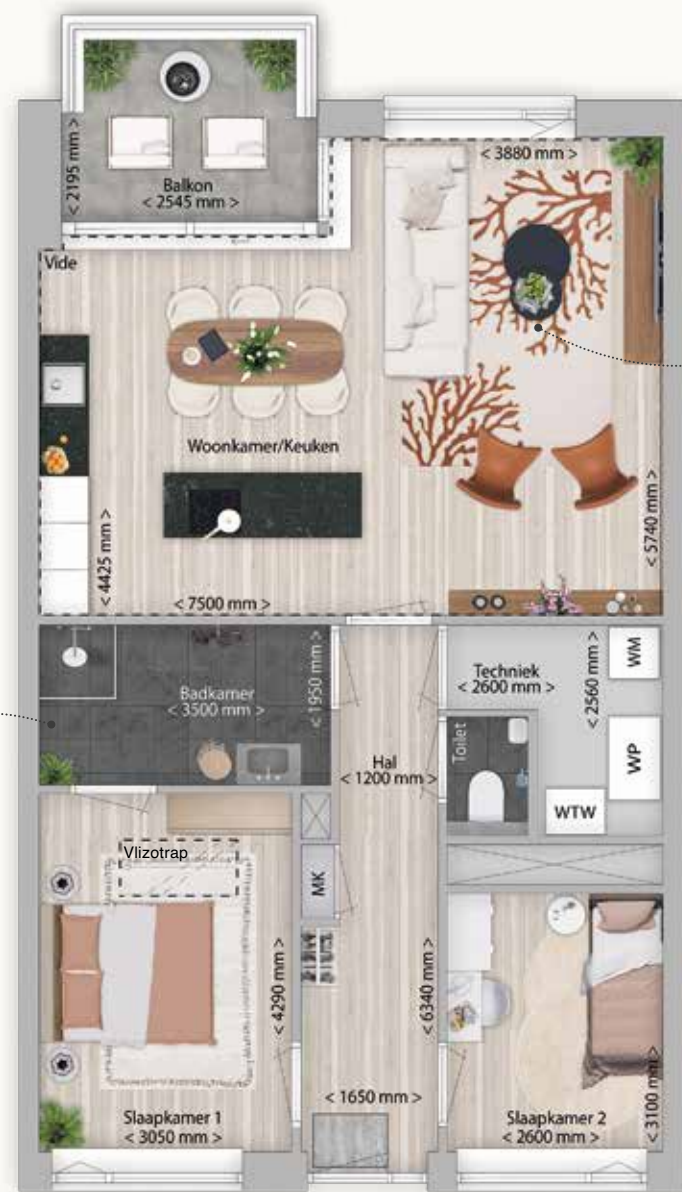 < 2195 mm >
Balkon
< 2545 mm >
< 3880 mm >
Vide
Woonkamer/Keuken
< 4425 mm >
< 7500 mm >
< 5740 mm >
Badkamer
< 3500 mm >
< 1950 mm >
Techniek
< 2600 mm >
< 2560 mm >
WM
Toilet
WP
WTW
Hal
< 1200 mm >
Vlizotrap
MK
< 4290 mm >
< 6340 mm >
< 1650 mm >
Slaapkamer 1
< 3050 mm >
Slaapkamer 2
< 2600 mm >
< 3100 mm >